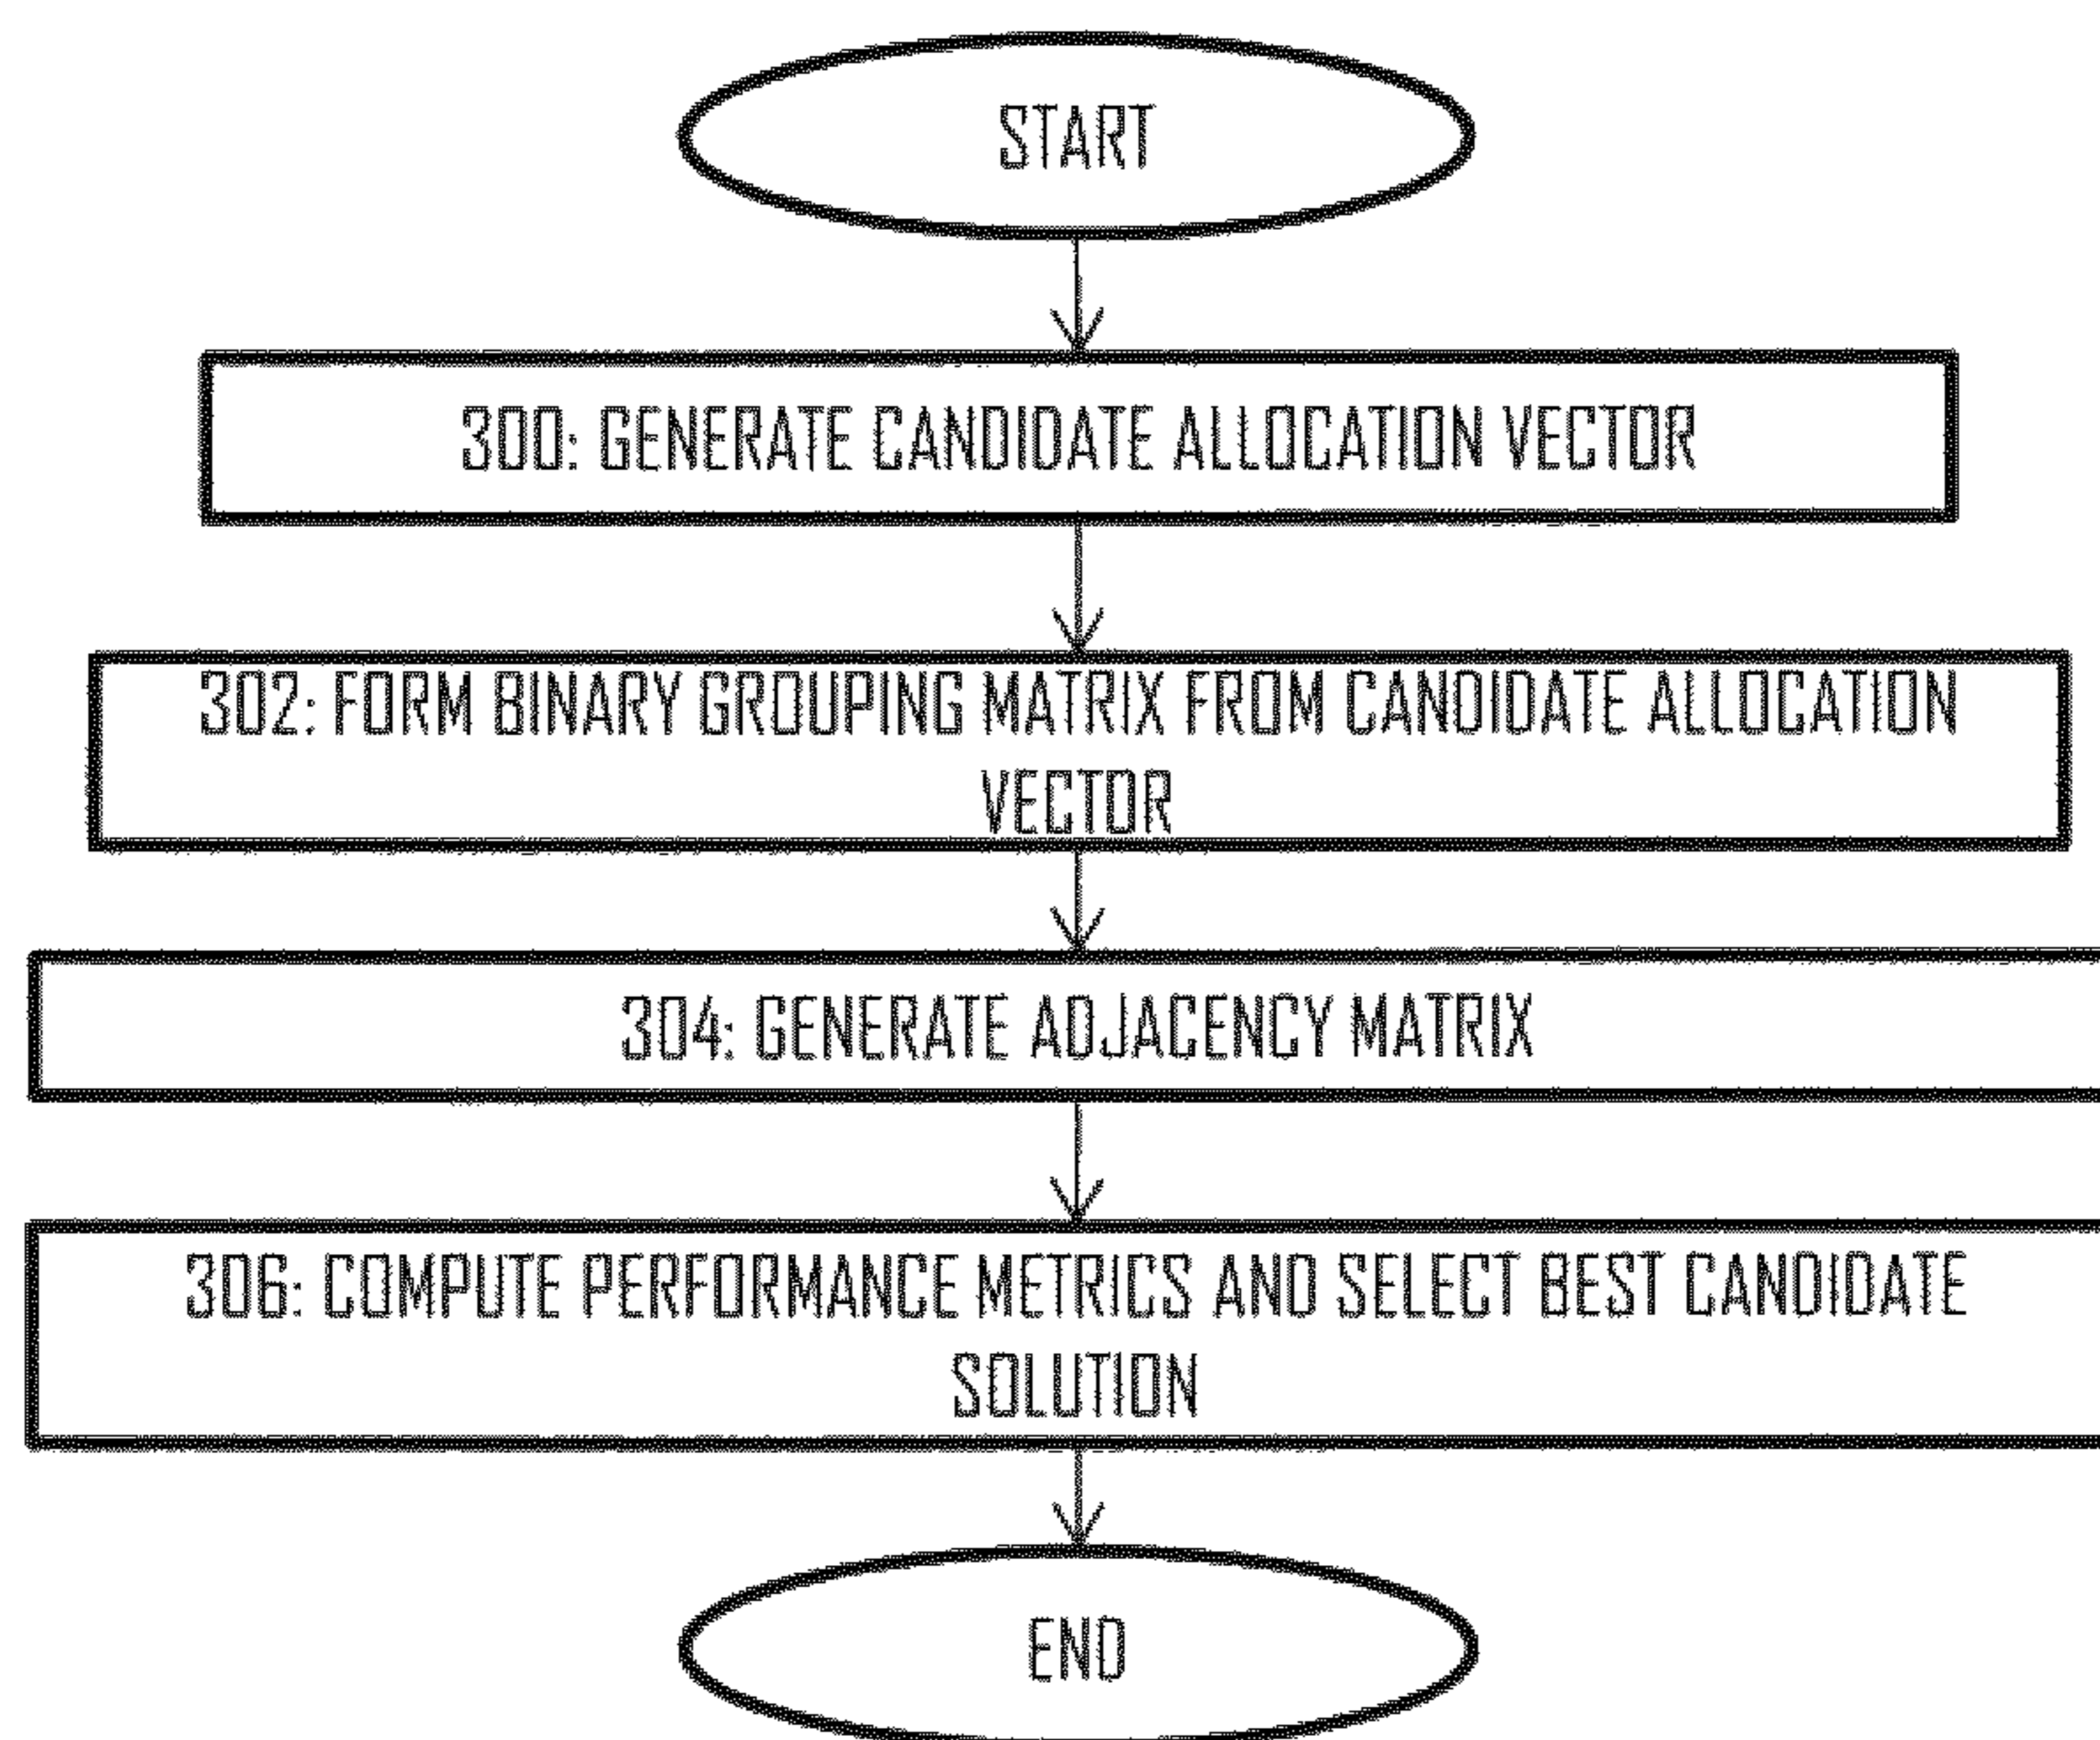 START
300: GENERATE CANDIDATE ALLOCATION VECTOR
302: FORM BINARY GROUPING MATRIX FROM CANDIDATE ALLOCATION
VECTOR
304: GENERATE ADJACENCY MATRIX
306: COMPUTE PERFORMANCE METRICS AND SELECT BEST CANDIDATE
SOLUTION
END